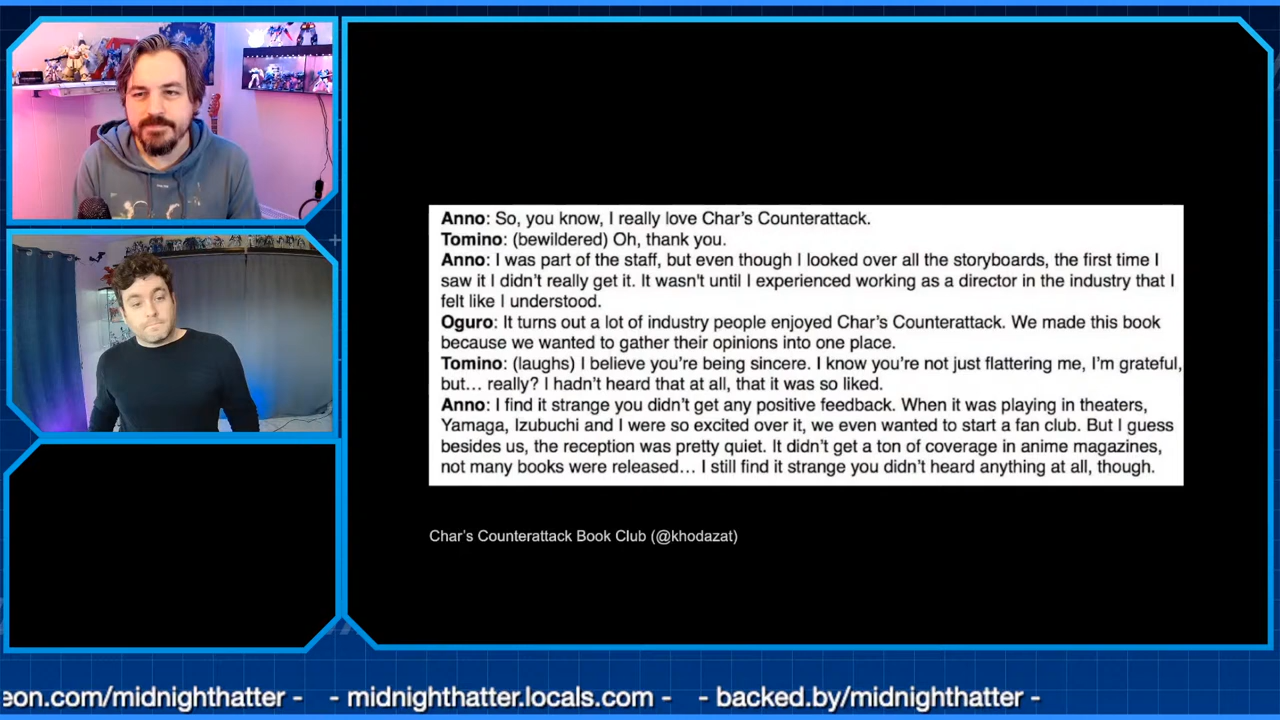 Anno: So, you know, I really love Char's Counterattack.
Tomino: (bewildered) Oh, thank you.
Anno: I was part of the staff, but even though I looked over all the storyboards, the first time I
saw it I didn't really get it. It wasn't until I experienced working as a director in the industry that I
felt like I understood.
Oguro: It turns out a lot of industry people enjoyed Char's Counterattack. We made this book
because we wanted to gather their opinions into one place.
Tomino: (laughs) I believe you're being sincere. I know you're not just flattering me, I'm grateful,
but... really? I hadn't heard that at all, that it was so liked.
Anno: I find it strange you didn't get any positive feedback. When it was playing in theaters,
Yamaga, Izubuchi and I were so excited over it, we even wanted to start a fan club. But I guess
besides us, the reception was pretty quiet. It didn't get a ton of coverage in anime magazines,
not many books were released... I still find it strange you didn't heard anything at all, though.
Char's Counterattack Book Club (@khodazat)
eon.com/midnighthatter - - midnighthatter.locals.com - - backed.by/midnighthatter -